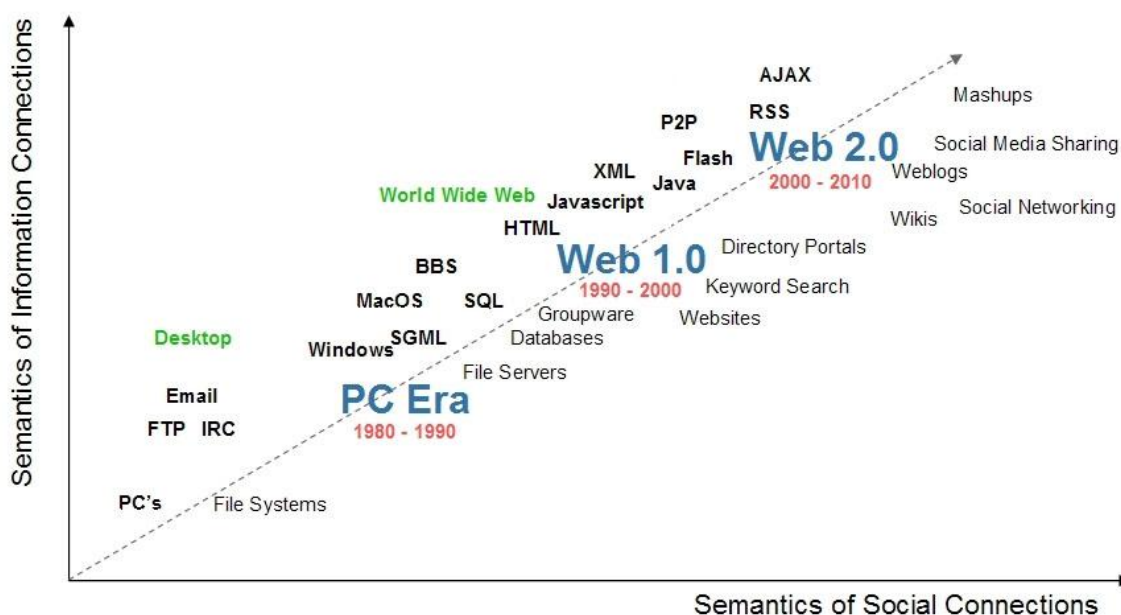 Semantics of Information Connections
AJAX
Mashups
RSS
P2P
Web 2.0
Social Media Sharing
Flash
XML
Weblogs
Java
2000 - 2010
World Wide Web
Javascript
Social Networking
Wikis
HTML
Directory Portals
Web 1.0
BBS
1990 - 2000
Keyword Search
MacOS
SQL
Groupware
Websites
Desktop
SGML
Databases
Windows
File Servers
Email
PC Era
FTP IRC
1980 - 1990
PC's
File Systems
Semantics of Social Connections